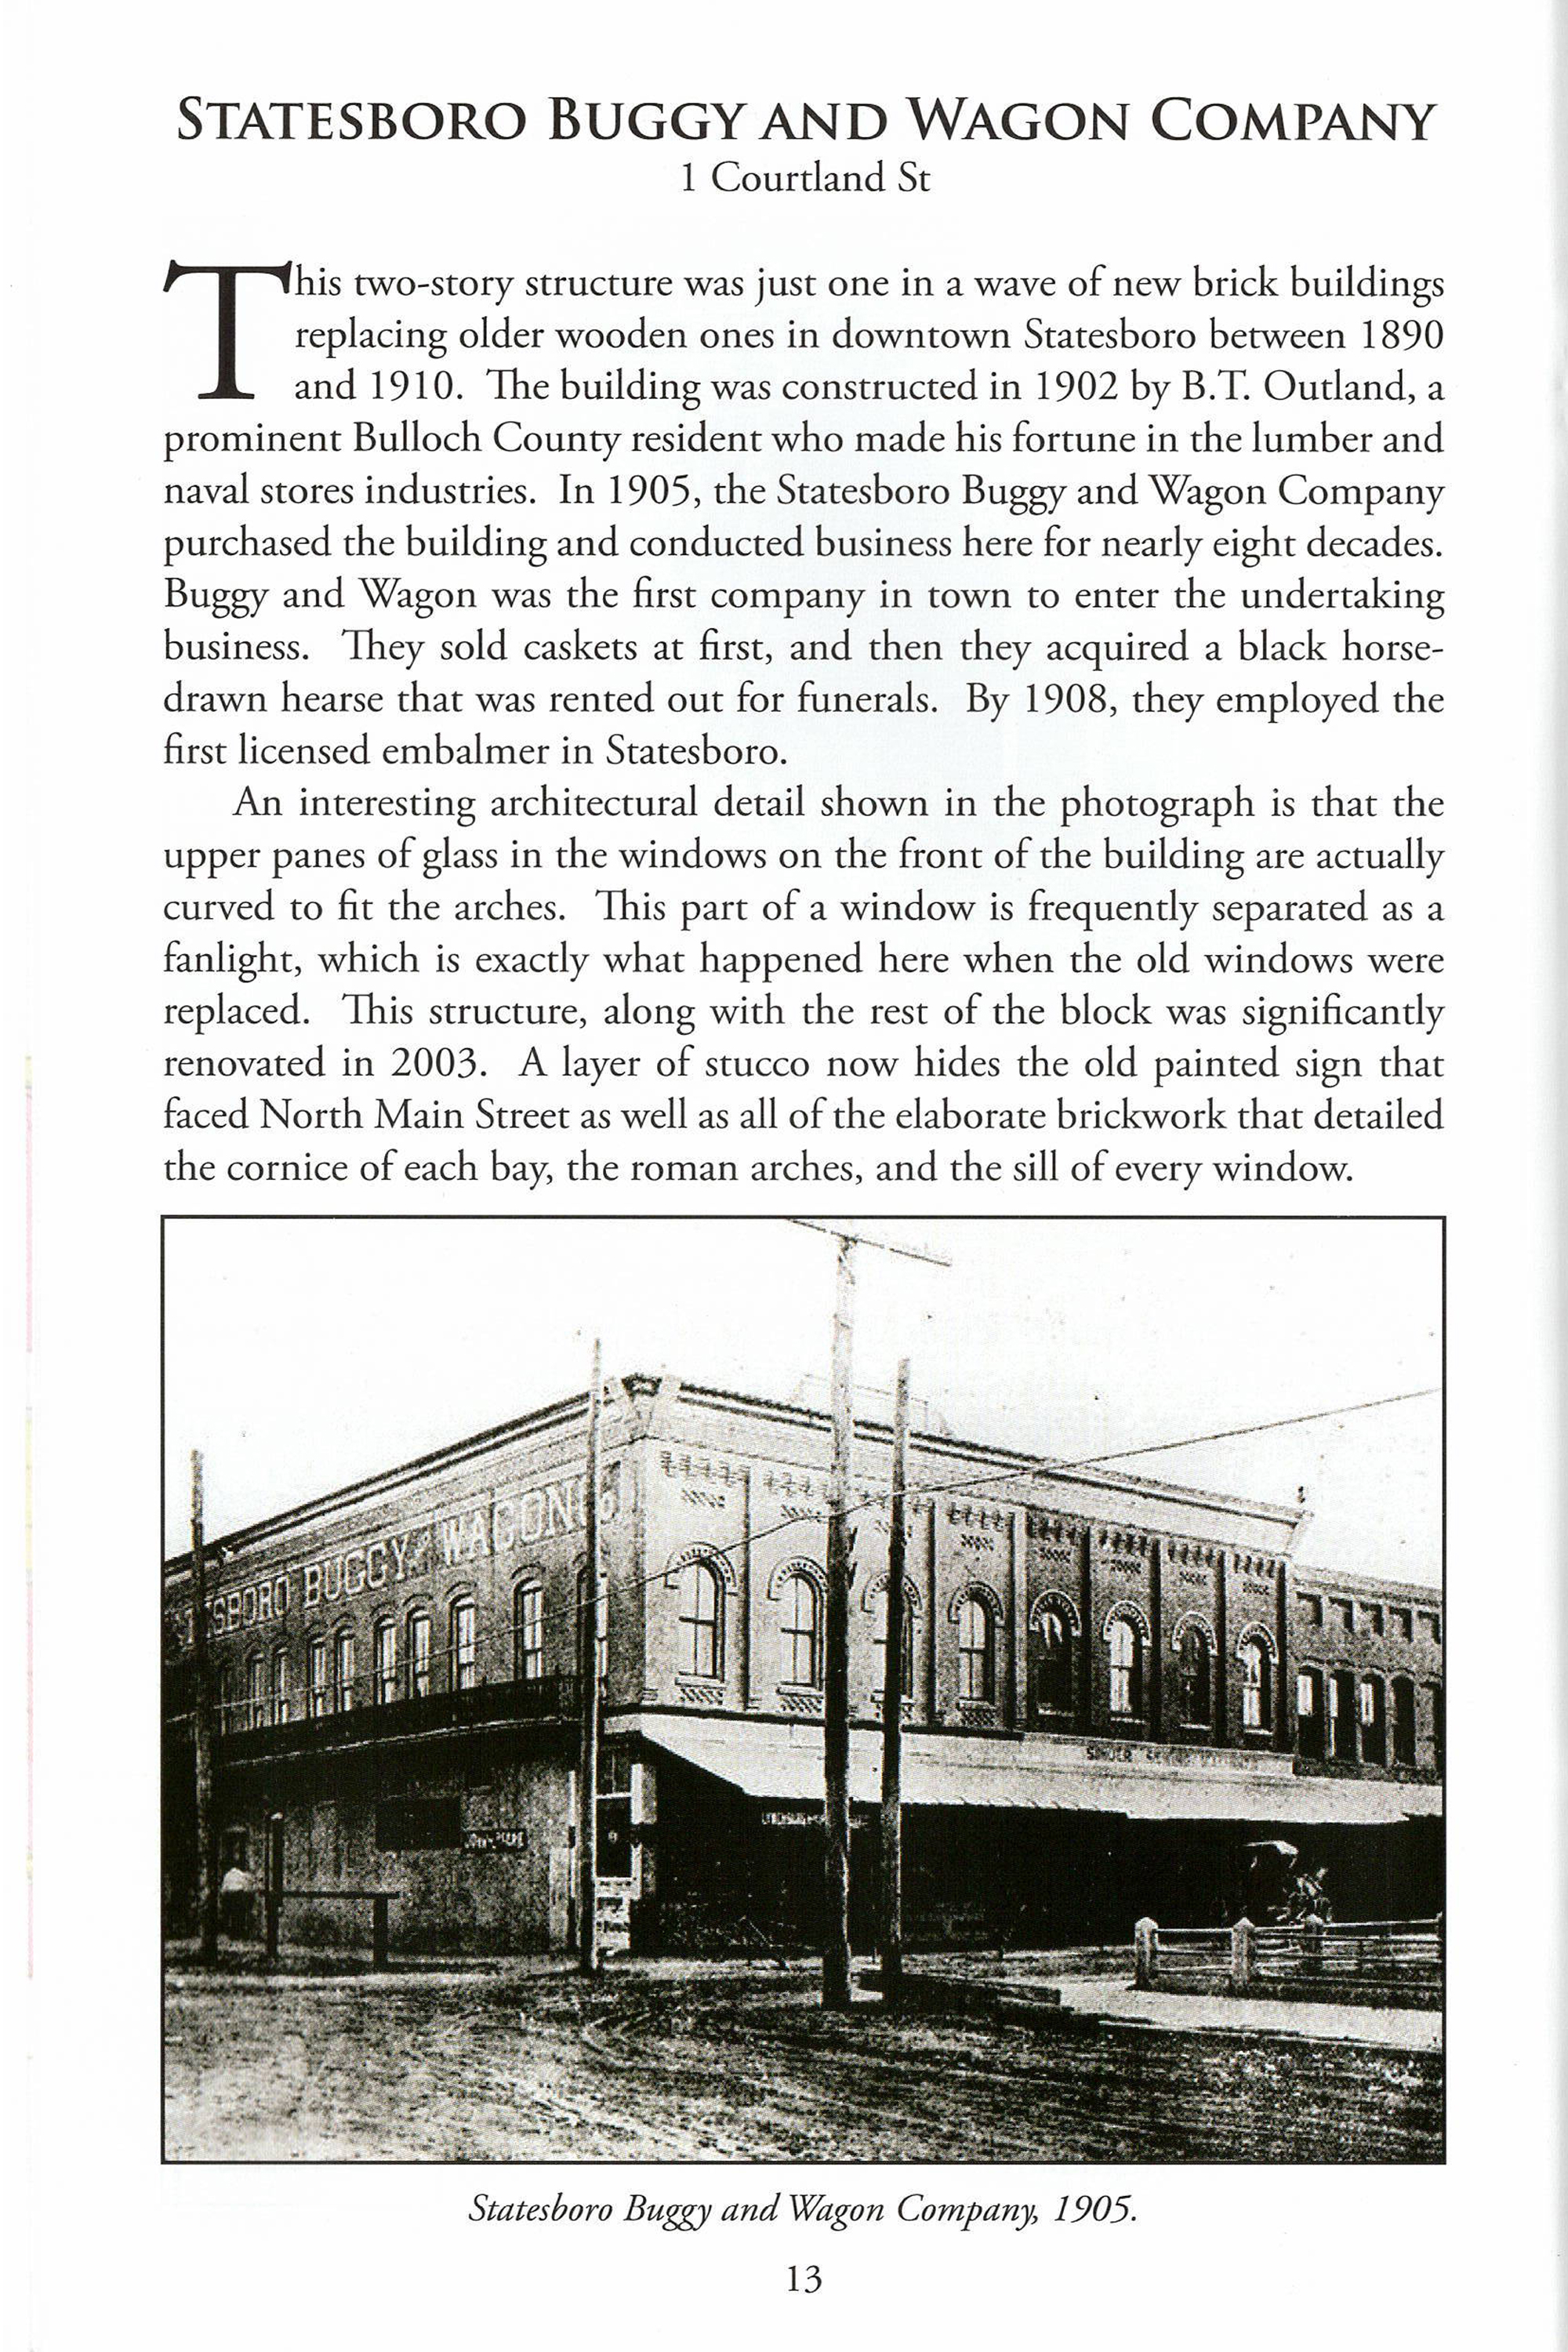 STATESBORO BUGGY AND WAGON COMPANY
1 Courtland St
This two-story structure was just one in a wave of new brick buildings
replacing older wooden ones in downtown Statesboro between 1890
and 1910. The building was constructed in 1902 by B.T. Outland, a
prominent Bulloch County resident who made his fortune in the lumber and
naval stores industries. In 1905, the Statesboro Buggy and Wagon Company
purchased the building and conducted business here for nearly eight decades.
Buggy and Wagon was the first company in town to enter the undertaking
business. They sold caskets at first, and then they acquired a black horse-
drawn hearse that was rented out for funerals. By 1908, they employed the
first licensed embalmer in Statesboro.
An interesting architectural detail shown in the photograph is that the
upper panes of glass in the windows on the front of the building are actually
curved to fit the arches. This part of a window is frequently separated as a
fanlight, which is exactly what happened here when the old windows were
replaced. This structure, along with the rest of the block was significantly
renovated in 2003. A layer of stucco now hides the old painted sign that
faced North Main Street as well as all of the elaborate brickwork that detailed
the cornice of each bay, the roman arches, and the sill of every window.
BUGGY WAGON
Statesboro Buggy and Wagon Company, 1905.
13